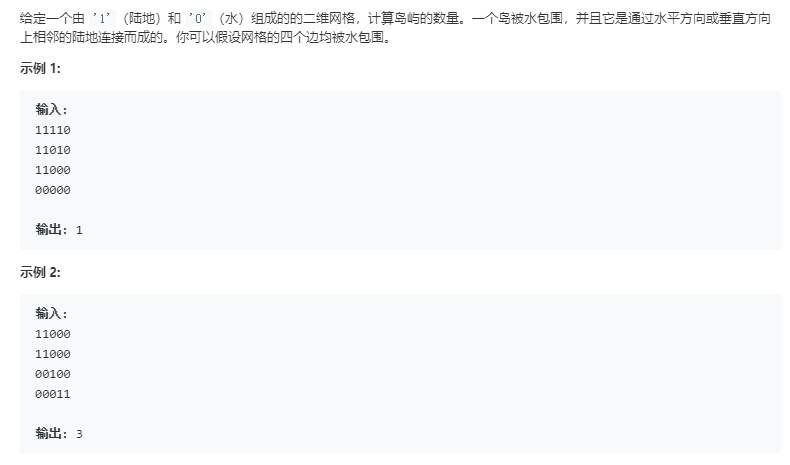 给定一个由 '1'（陆地）和 '0'（水）组成的的二维网格，计算岛屿的数量。一个岛被水包围，并且它是通过水平方向或垂直方向
上相邻的陆地连接而成的。你可以假设网格的四个边均被水包围。
示例 1:
输入:
11110
11010
11000
00000
输出: 1
示例 2:
输入:
11000
11000
00100
00011
输出: 3